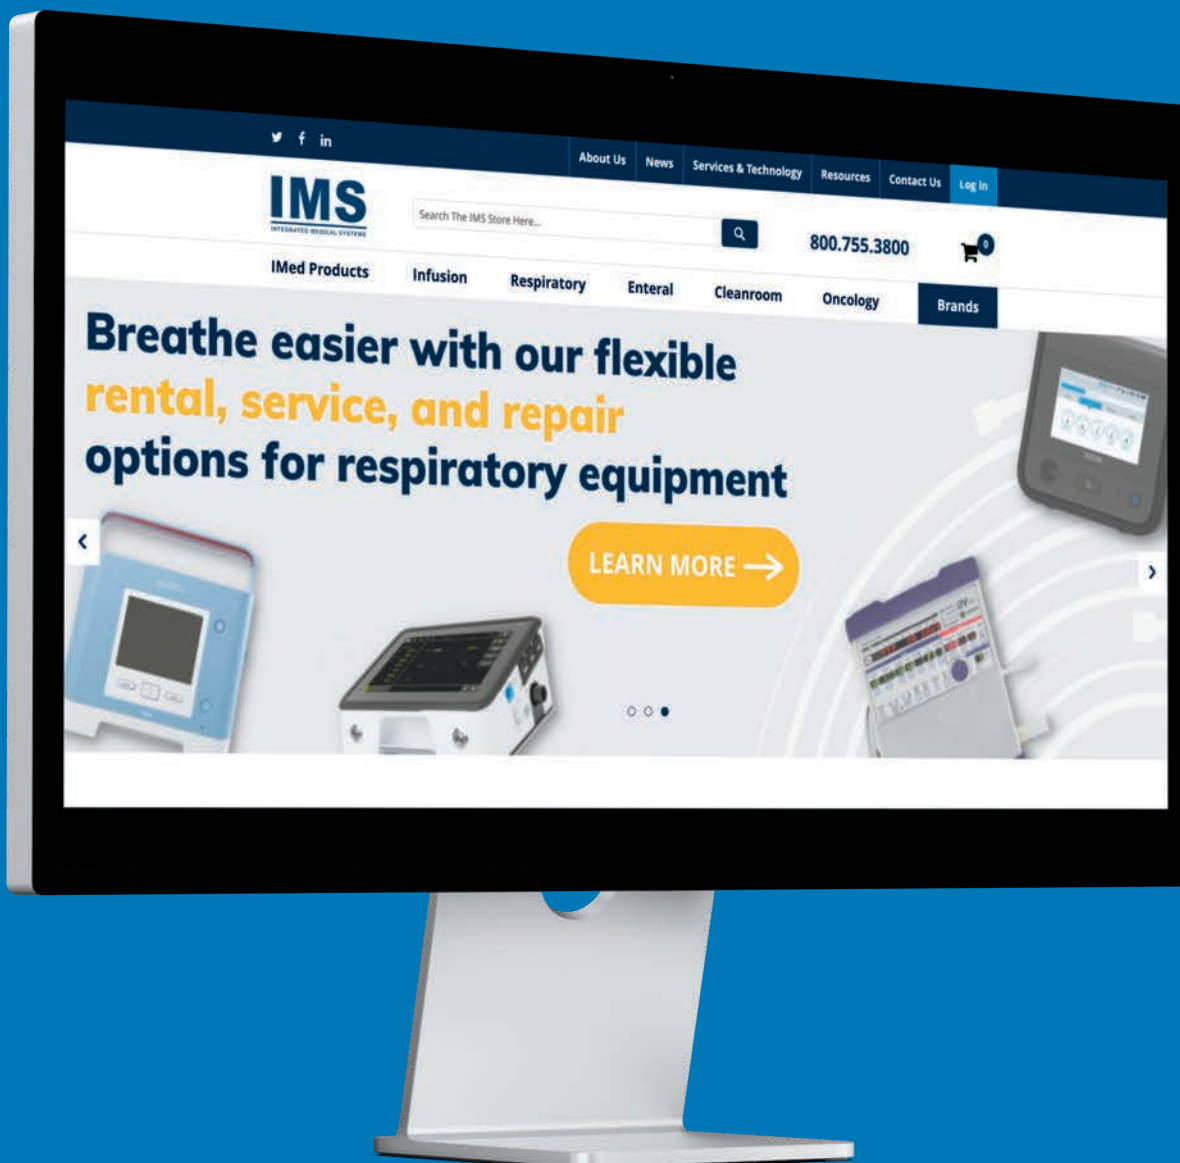 About Us News Services & Technology Resources Contact Us Log In
IMS
INTEGRATED MEDICAL SYSTEMS
Search The IMS Store Here...
800.755.3800
0
IMed Products Infusion Respiratory Enteral Cleanroom Oncology Brands
Breathe easier with our flexible
rental, service, and repair
options for respiratory equipment
LEARN MORE